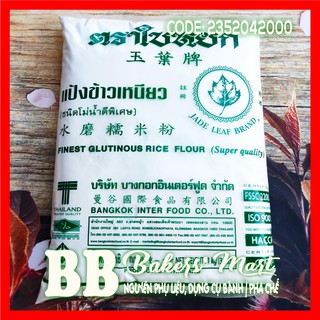 CODE: 2352042000
ตราใบหยก
玉葉牌
แป้งข้าวเหนียว
註冊
(ชนิดโม่น้ำดีพิเศษ)
水磨糯米粉
JADE LEAF BRAND
FINEST GLUTINOUS RICE FLOUR (Super quality)
THAILAND
บริษัท บางกอกอินเตอร์ฟูด จำกัด
曼谷國際食品有限公司
BANGKOK INTER FOOD CO., LTD.
ISO 900
HACC
BB Bakers Mart
NGUYÊN PHỤ LIỆU, DỤNG CỤ BÁNH | PHA CHẾ